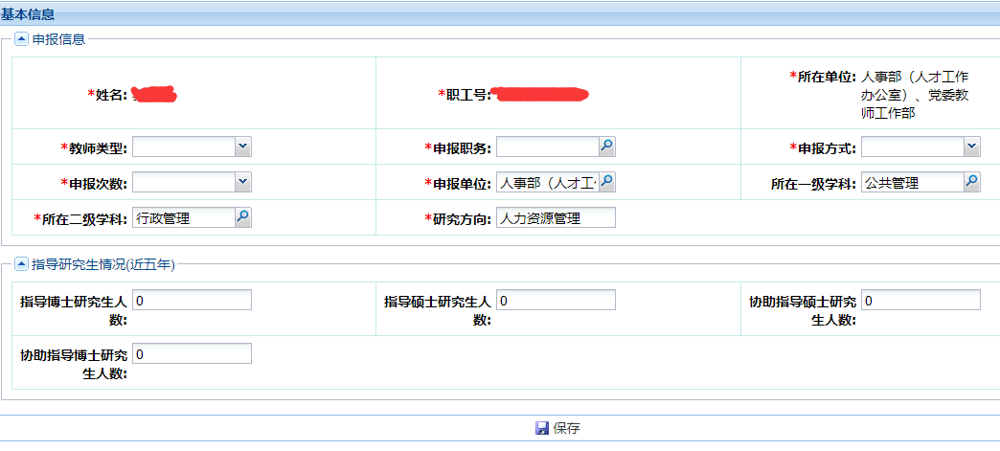 基本信息
申报信息
*姓名:
*职工号:
*所在单位: 人事部（人才工作
办公室）、党委教
师工作部
*教师类型:
*申报职务:
*申报方式:
*申报次数:
*申报单位: 人事部（人才工
所在一级学科: 公共管理
*所在二级学科: 行政管理
*研究方向: 人力资源管理
指导研究生情况(近五年)
指导博士研究生人
数: 0
指导硕士研究生人
数: 0
协助指导硕士研究
生人数: 0
协助指导博士研究
生人数: 0
保存